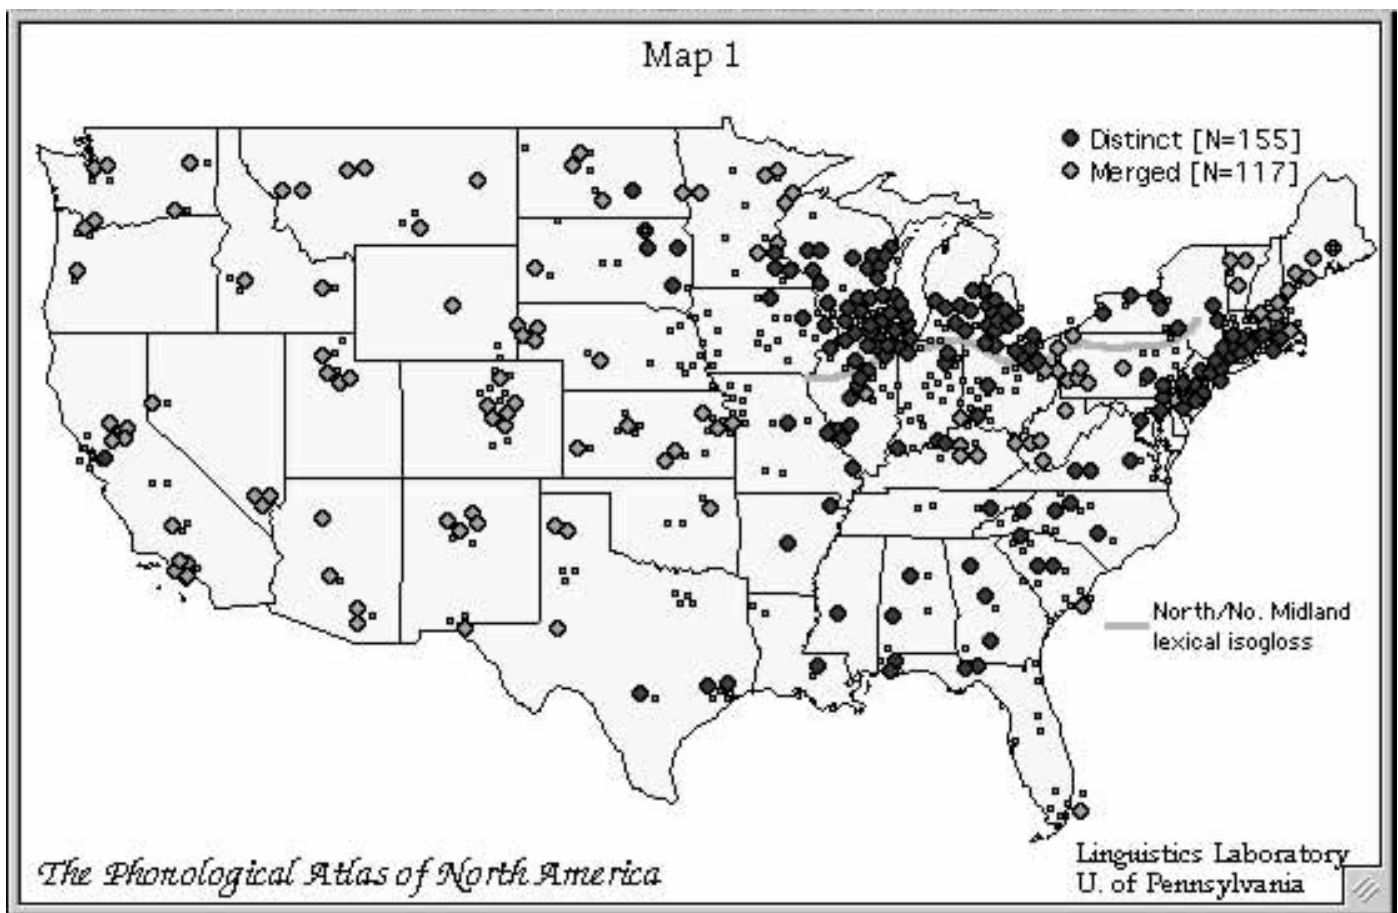 Map 1
Distinct [N=155]
Merged [N=117]
North/No. Midland
lexical isogloss
The Phonological Atlas of North America
Linguistics Laboratory
U. of Pennsylvania